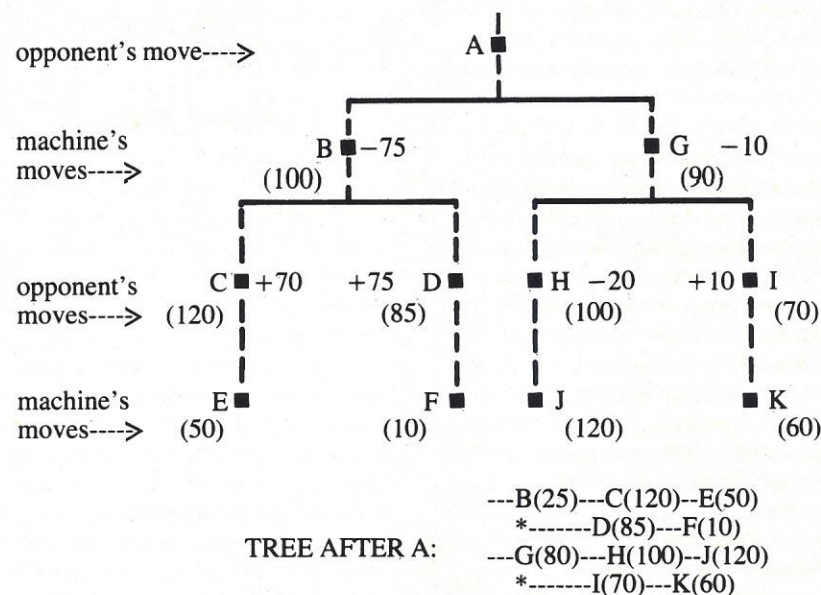 A
opponent's move---->
machine's
moves---->
B -75
G -10
(100)
(90)
opponent's
moves---->
C +70 +75 D H -20 +10 I
(120) (85) (100) (70)
machine's
moves---->
E F J K
(50) (10) (120) (60)
---B(25)---C(120)--E(50)
*--------D(85)---F(10)
TREE AFTER A: ---G(80)---H(100)--J(120)
*--------I(70)---K(60)